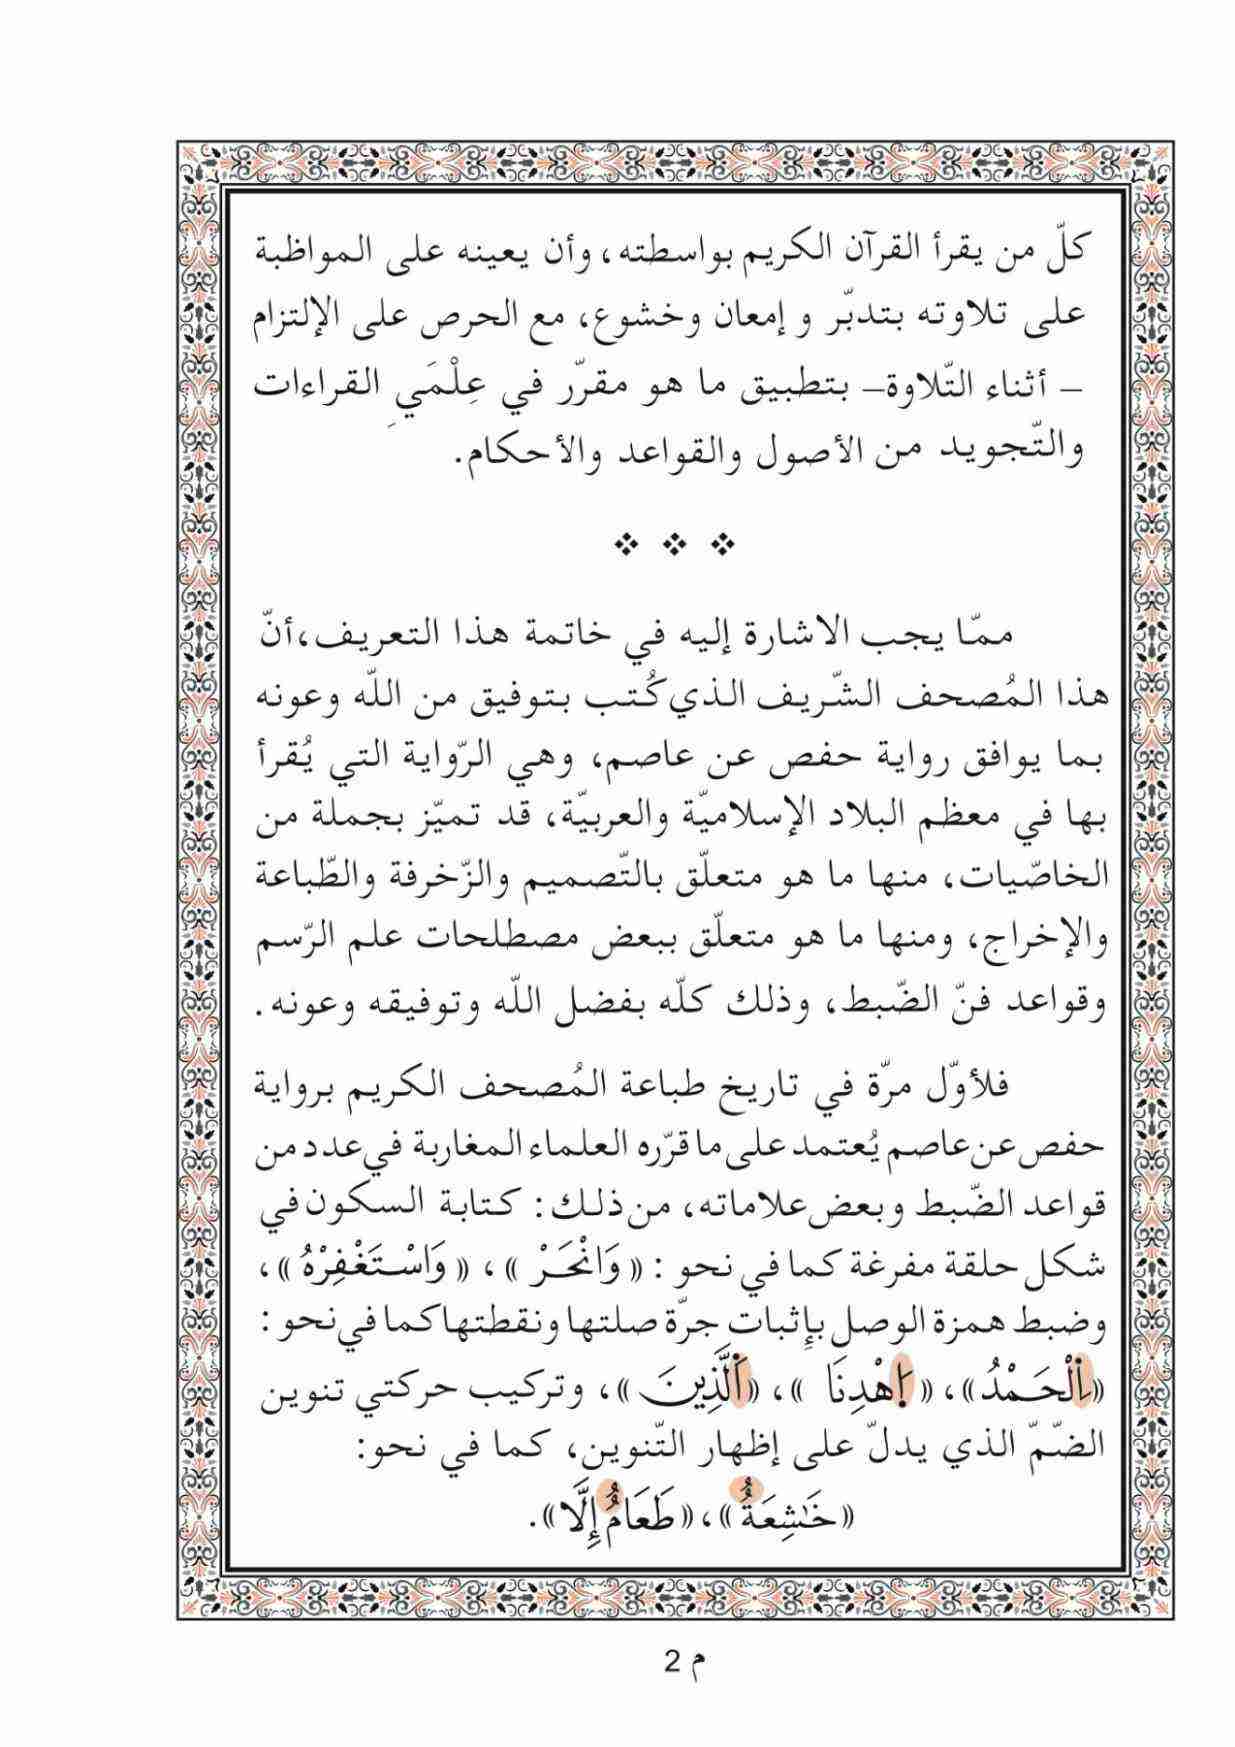 كلّ من يقرأ القرآن الكريم بواسطته، وأن يعينه على المواظبة
على تلاوته بتدبّر و إمعان وخشوع، مع الحرص على الإلتزام
– أثناء التّلاوة– بتطبيق ما هو مقرّر في عِلْمَيِ القراءات
والتّجويد من الأصول والقواعد والأحكام.
❖ ❖ ❖
ممّا يجب الاشارة إليه في خاتمة هذا التعريف،أنّ
هذا المُصحف الشّريف الذي كُتب بتوفيق من اللّه وعونه
بما يوافق رواية حفص عن عاصم، وهي الرّواية التي يُقرأ
بها في معظم البلاد الإسلاميّة والعربيّة، قد تميّز بجملة من
الخاصّيات، منها ما هو متعلّق بالتّصميم والزّخرفة والطّباعة
والإخراج، ومنها ما هو متعلّق ببعض مصطلحات علم الرّسم
وقواعد فنّ الضّبط، وذلك كلّه بفضل اللّه وتوفيقه وعونه.
فلأوّل مرّة في تاريخ طباعة المُصحف الكريم برواية
حفص عن عاصم يُعتمد على ما قرّره العلماء المغاربة في عدد من
قواعد الضّبط وبعض علاماته، من ذلك: كتابة السكون في
شكل حلقة مفرغة كما في نحو : «وَانْحَرْ »، «وَاسْتَغْفِرْهُ»،
وضبط همزة الوصل بإِثبات جرّة صلتها ونقطتها كما في نحو :
«اِ۬لْحَمْدُ»، «اَ۪هْدِنَا »، «اَ۬لَّذِينَ »، وتركيب حركتي تنوين
الضّمّ الذي يدلّ على إظهار التّنوين، كما في نحو:
«خَٰشِعَةٌ»، «طَعَامٌ إِلَّا».
م 2